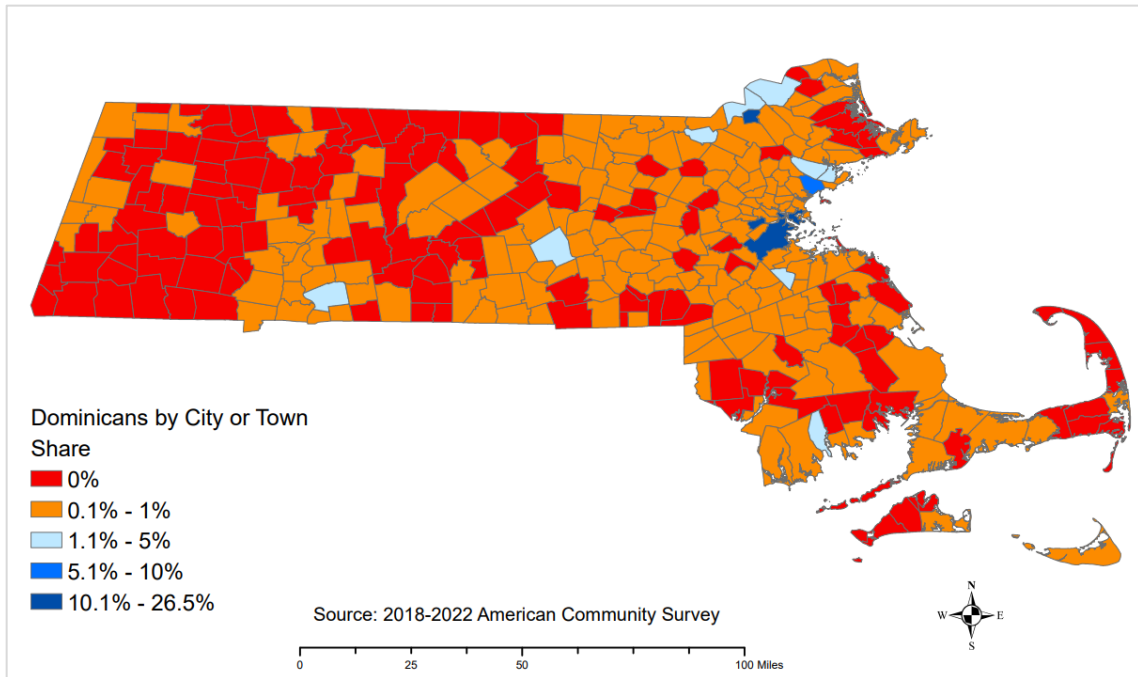 Dominicans by City or Town
Share
0%
0.1% - 1%
1.1% - 5%
5.1% - 10%
10.1% - 26.5%
Source: 2018-2022 American Community Survey
0 25 50 100 Miles
N
W E
S